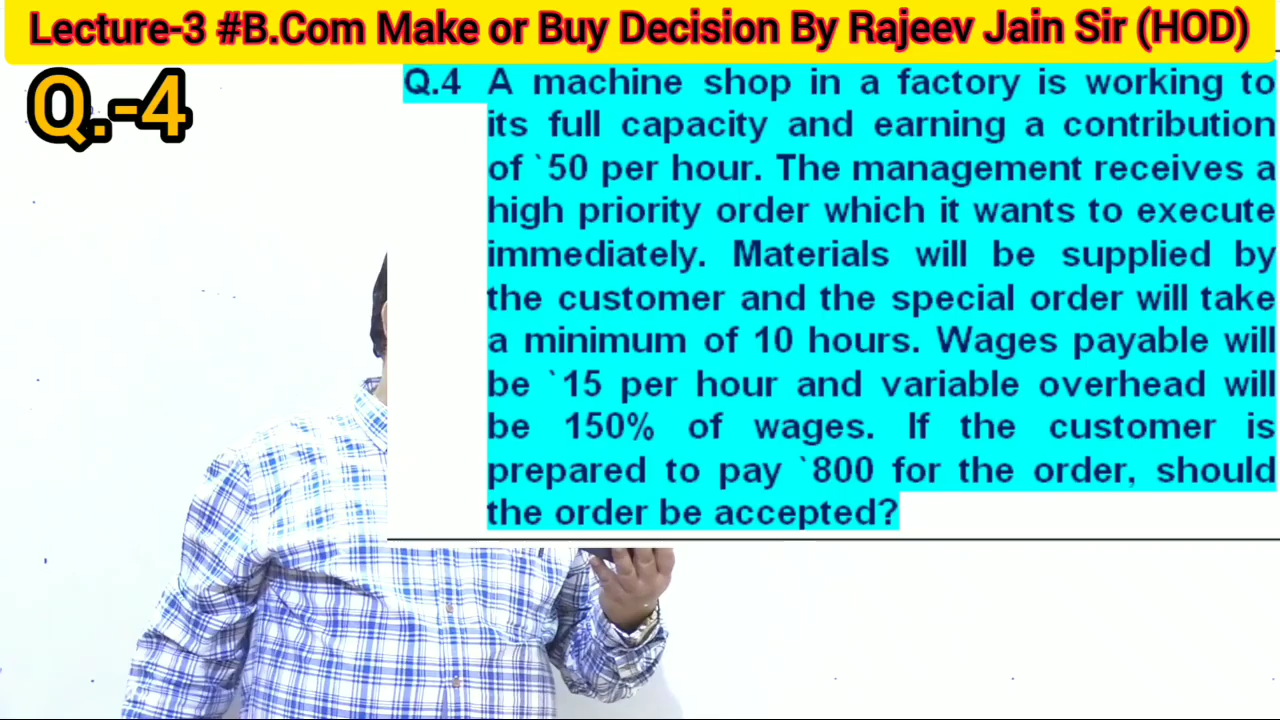 Lecture-3 #B.Com Make or Buy Decision By Rajeev Jain Sir (HOD)
Q.-4
Q.4 A machine shop in a factory is working to
its full capacity and earning a contribution
of `50 per hour. The management receives a
high priority order which it wants to execute
immediately. Materials will be supplied by
the customer and the special order will take
a minimum of 10 hours. Wages payable will
be `15 per hour and variable overhead will
be 150% of wages. If the customer is
prepared to pay `800 for the order, should
the order be accepted?